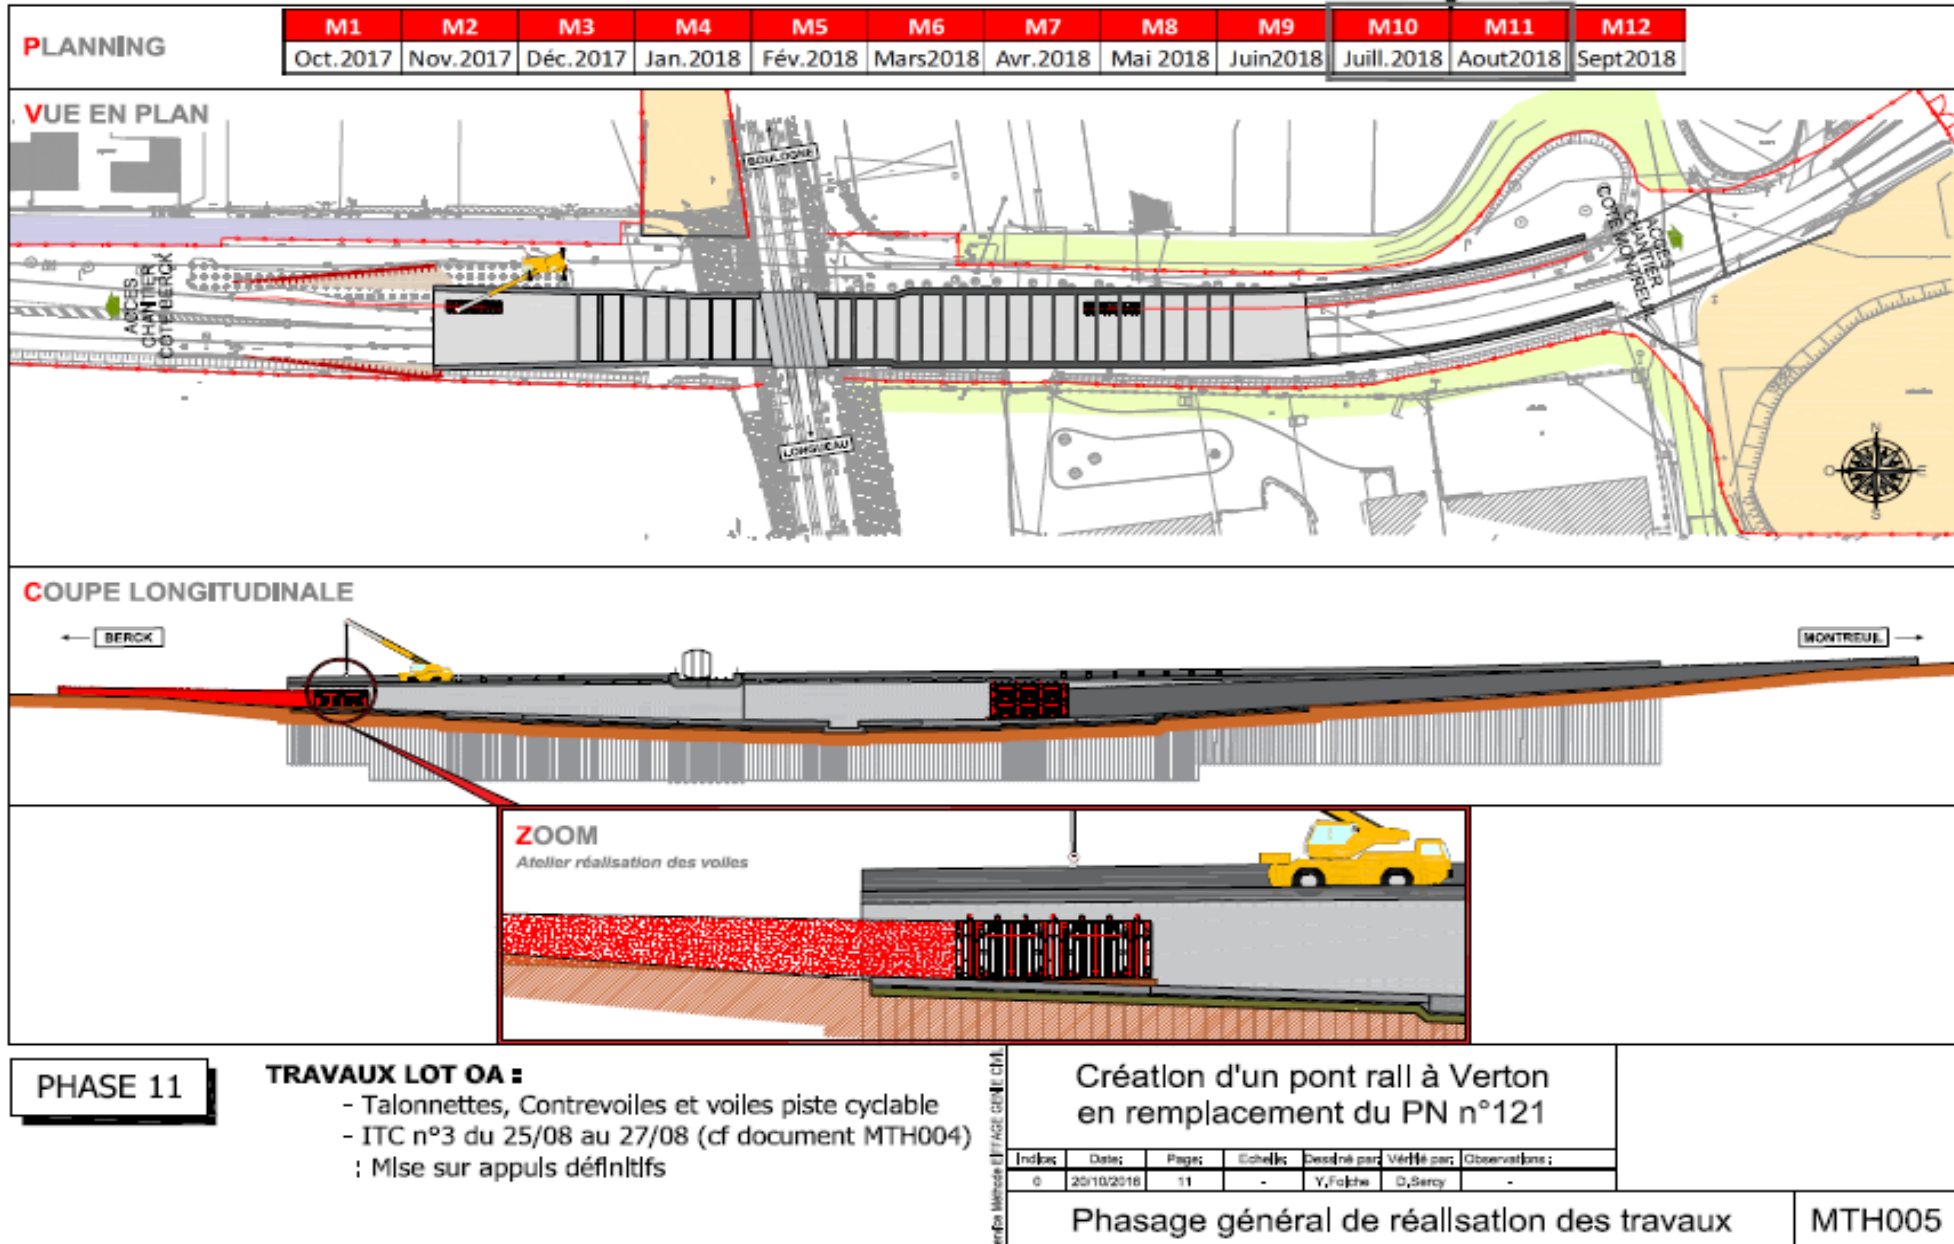 PLANNING
M1 M2 M3 M4 M5 M6 M7 M8 M9 M10 M11 M12
Oct.2017 Nov.2017 Déc.2017 Jan.2018 Fév.2018 Mars2018 Avr.2018 Mai 2018 Juin2018 Juill.2018 Aout2018 Sept2018
VUE EN PLAN
BOULOGNE
ACCES
CHANTIER
COTE BERCK
ACCES
CHANTIER
COTE MONTREUIL
LONGUEAU
N
O E
S
COUPE LONGITUDINALE
BERCK
MONTREUIL
ZOOM
Atelier réalisation des voiles
PHASE 11
TRAVAUX LOT OA :
- Talonnettes, Contrevoiles et voiles piste cyclable
- ITC n°3 du 25/08 au 27/08 (cf document MTH004)
: Mise sur appuis définitifs
Méthode EIFFAGE GENIE CIVIL
Création d'un pont rail à Verton
en remplacement du PN n°121
Indice: Date: Page: Echelle: Dessiné par: Vérifié par: Observations :
0 20/10/2016 11 - Y.Folche D.Sercy -
Phasage général de réalisation des travaux
MTH005